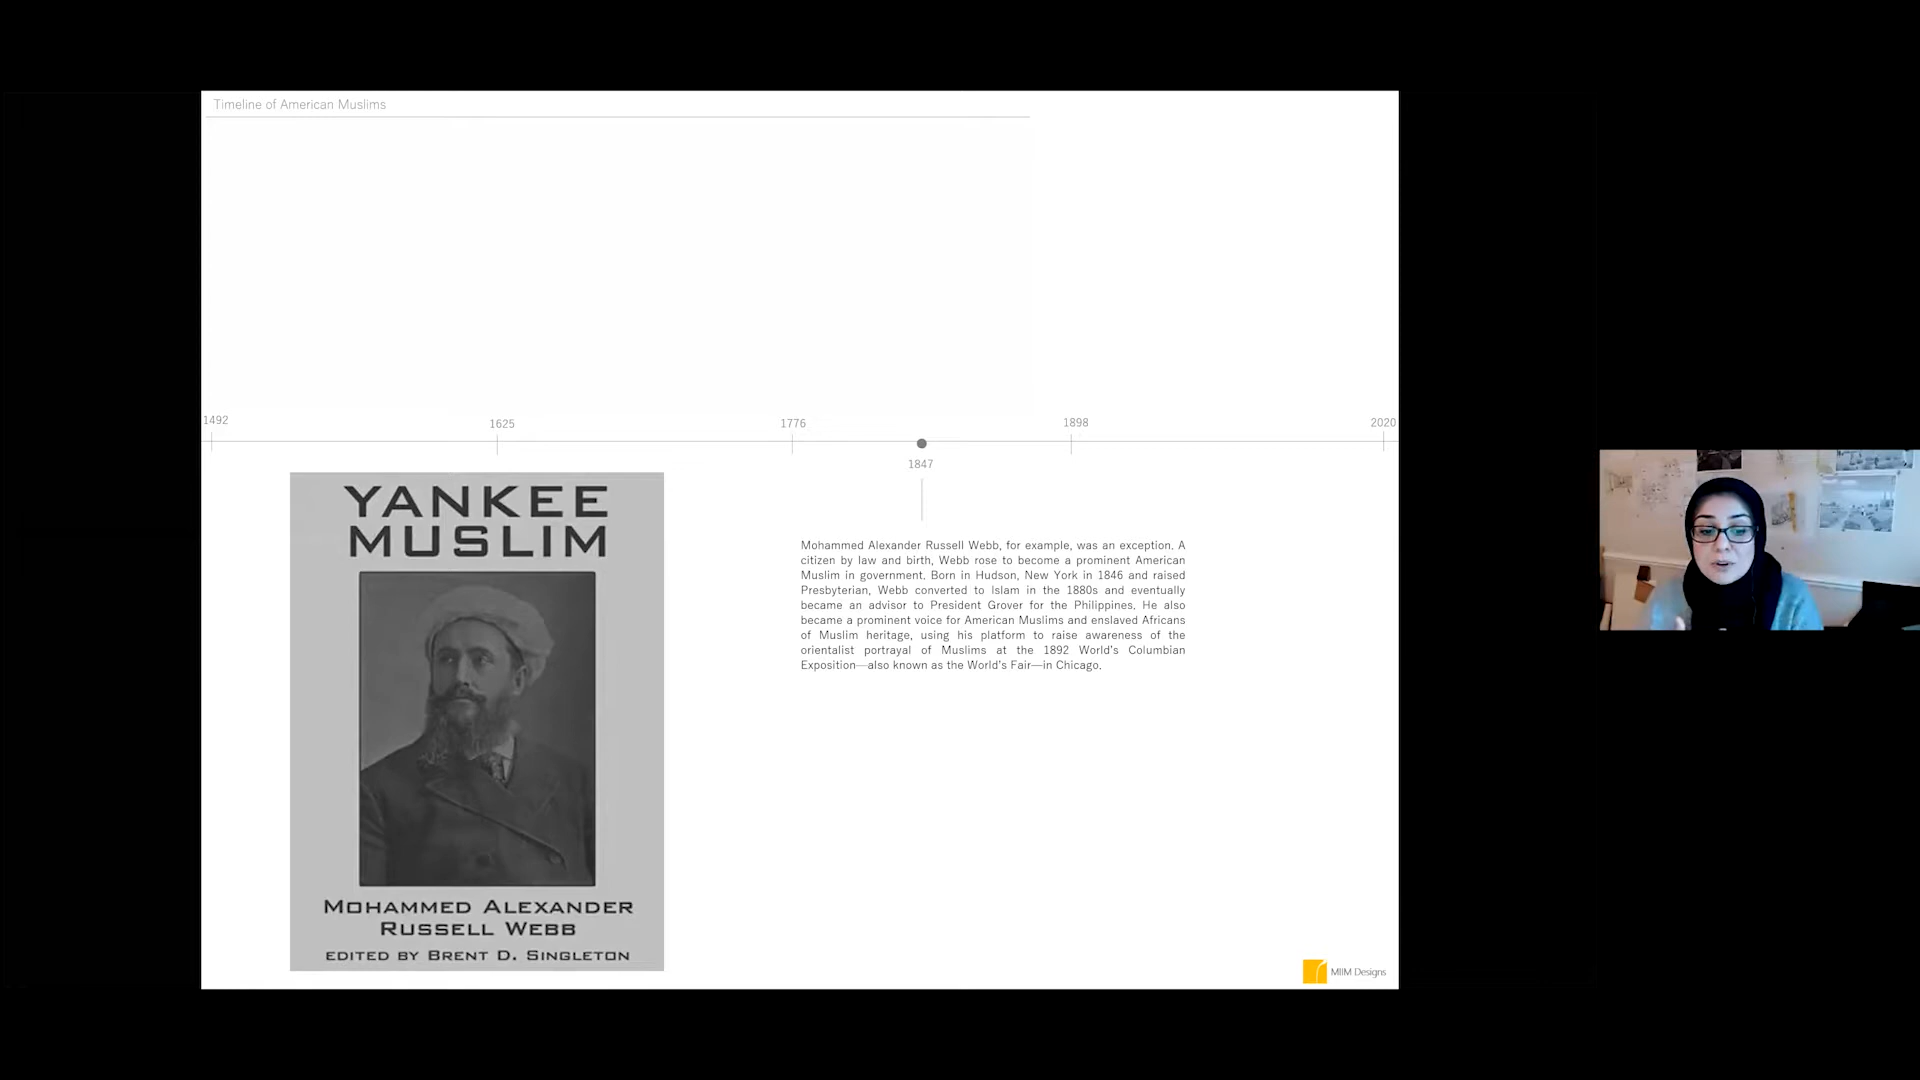 Timeline of American Muslims
1492
1625
1776
1898
2020
1847
YANKEE
MUSLIM
MOHAMMED ALEXANDER
RUSSELL WEBB
EDITED BY BRENT D. SINGLETON
Mohammed Alexander Russell Webb, for example, was an exception. A
citizen by law and birth, Webb rose to become a prominent American
Muslim in government. Born in Hudson, New York in 1846 and raised
Presbyterian, Webb converted to Islam in the 1880s and eventually
became an advisor to President Grover for the Philippines. He also
became a prominent voice for American Muslims and enslaved Africans
of Muslim heritage, using his platform to raise awareness of the
orientalist portrayal of Muslims at the 1892 World's Columbian
Exposition—also known as the World's Fair—in Chicago.
MIIM Designs